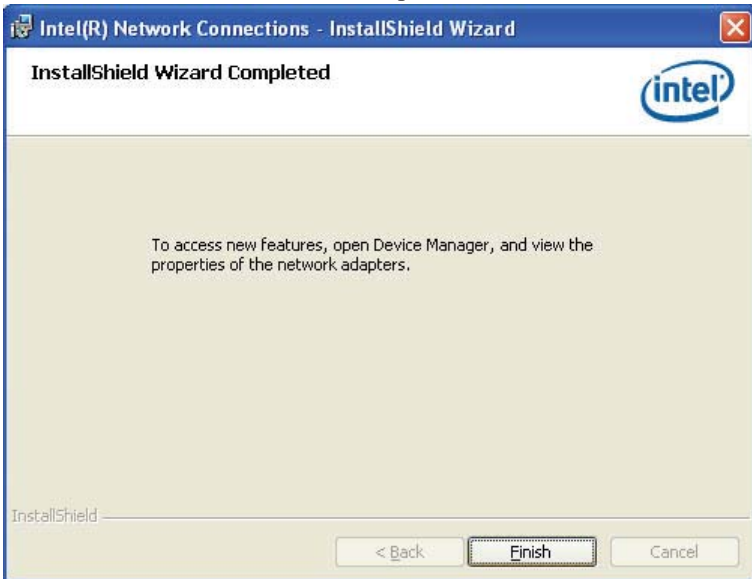 Intel(R) Network Connections - InstallShield Wizard
InstallShield Wizard Completed
intel
To access new features, open Device Manager, and view the
properties of the network adapters.
InstallShield
< Back
Finish
Cancel